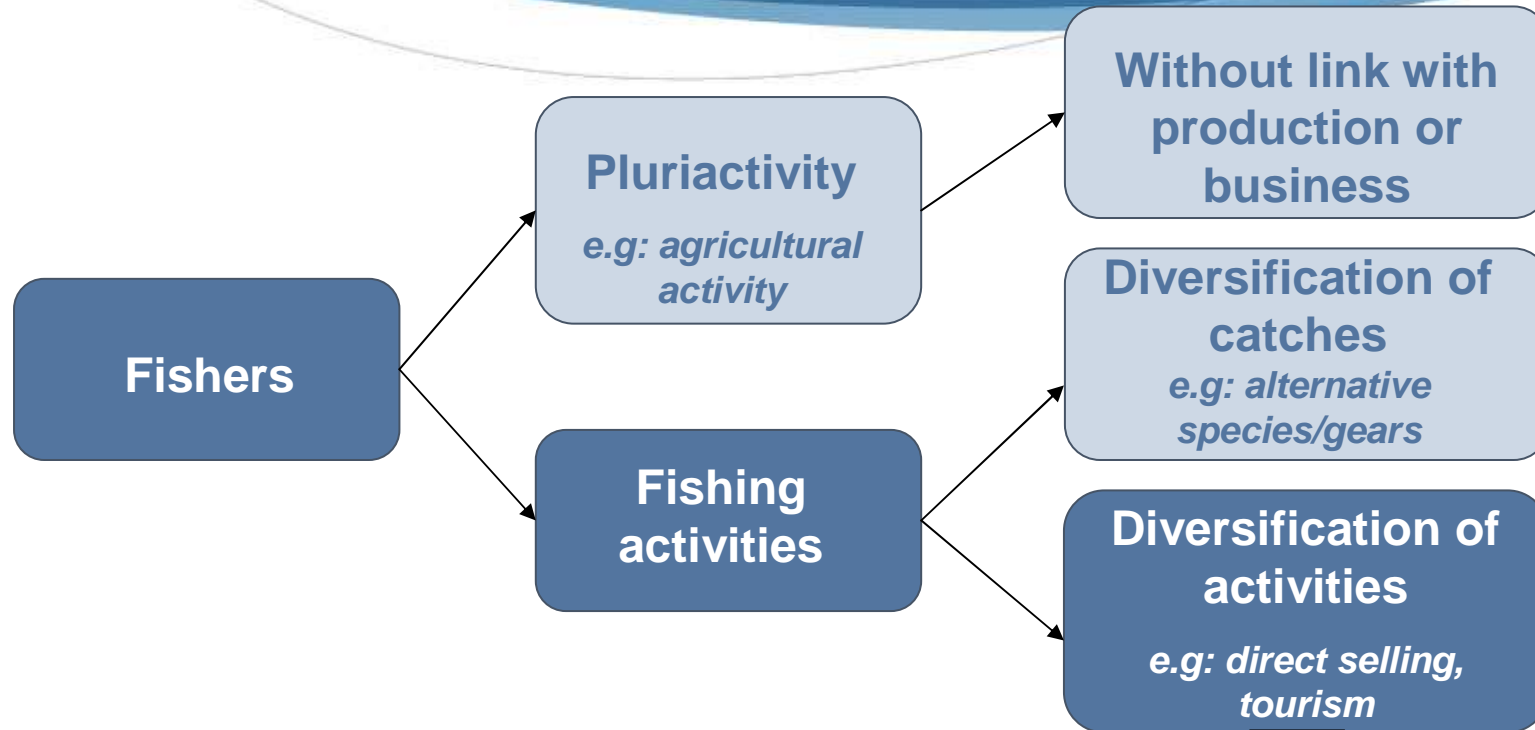 Without link with
production or
business
Pluriactivity
e.g: agricultural
activity
Diversification of
catches
e.g: alternative
species/gears
Fishers
Fishing
activities
Diversification of
activities
e.g: direct selling,
tourism